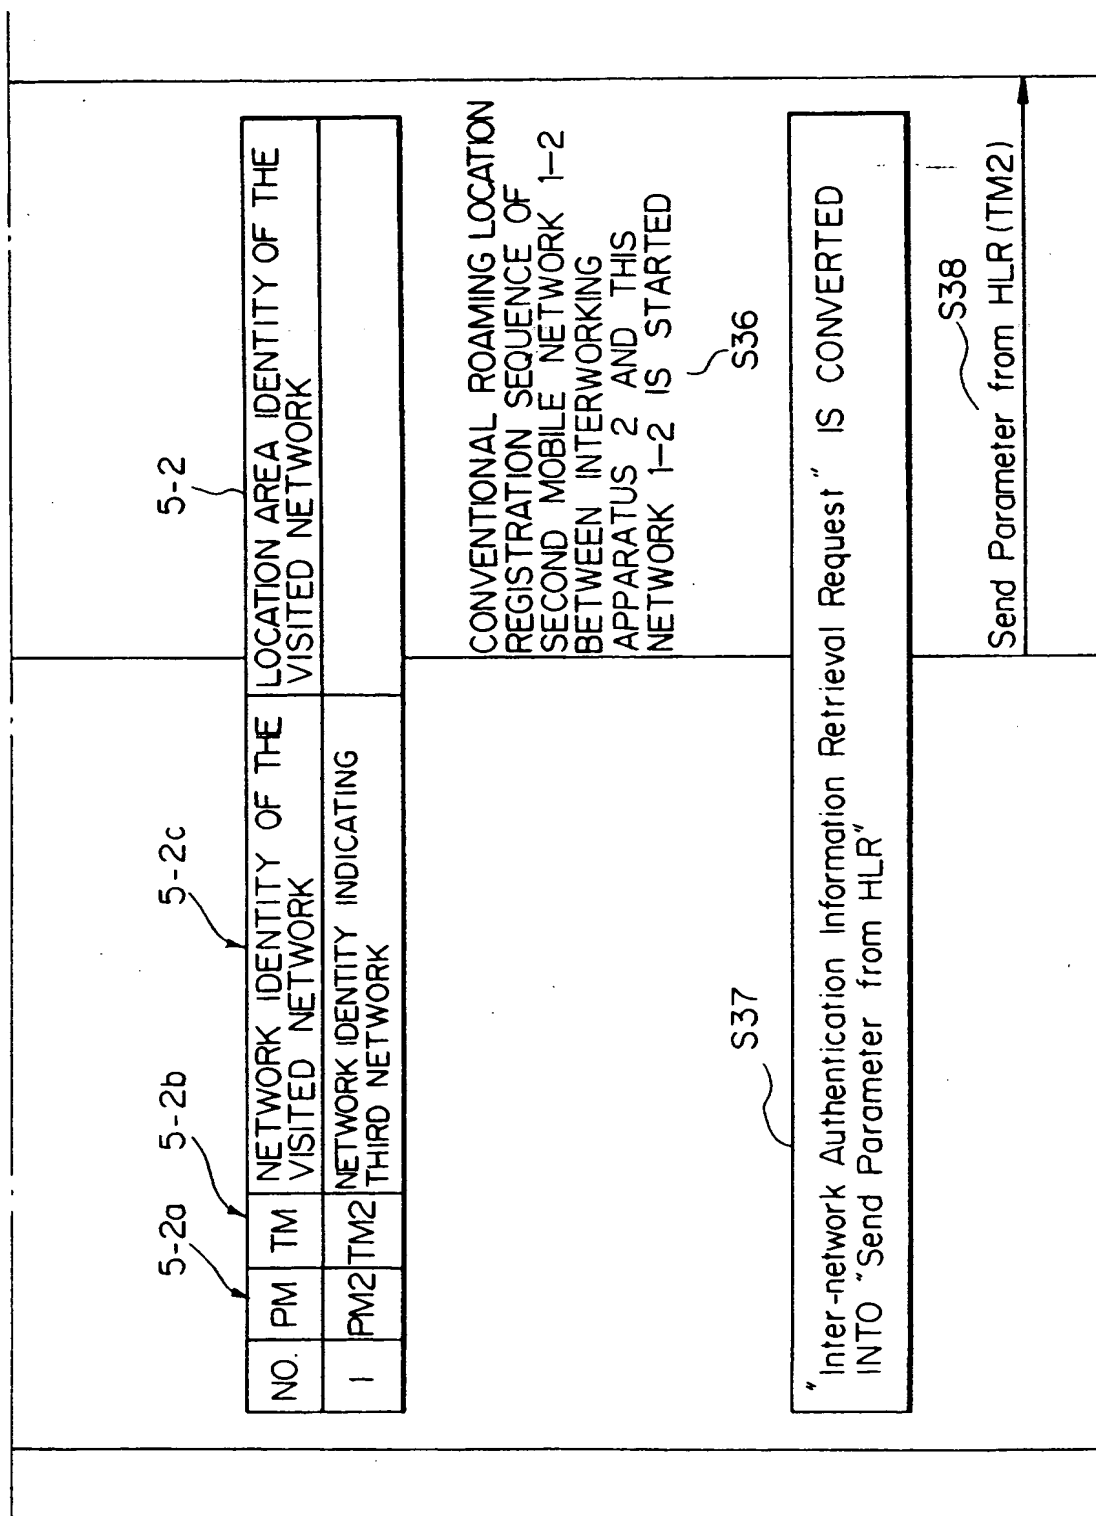 5-2a
5-2b
5-2c
5-2
NO.
PM
TM
NETWORK IDENTITY OF THE
VISITED NETWORK
LOCATION AREA IDENTITY OF THE
VISITED NETWORK
1
PM2
TM2
NETWORK IDENTITY INDICATING
THIRD NETWORK
CONVENTIONAL ROAMING LOCATION
REGISTRATION SEQUENCE OF
SECOND MOBILE NETWORK 1-2
BETWEEN INTERWORKING
APPARATUS 2 AND THIS
NETWORK 1-2 IS STARTED
S36
S37
"Inter-network Authentication Information Retrieval Request" IS CONVERTED
INTO "Send Parameter from HLR"
S38
Send Parameter from HLR(TM2)